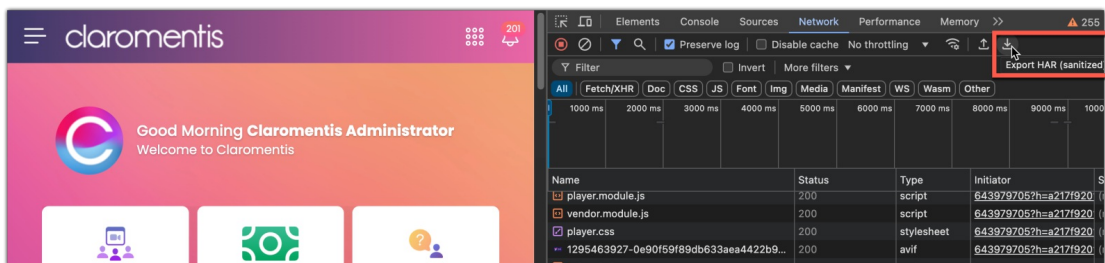 claromentis
201
Good Morning Claromentis Administrator
Welcome to Claromentis
Elements Console Sources Network Performance Memory 255
Preserve log Disable cache No throttling
Export HAR (sanitized
Filter Invert More filters
All Fetch/XHR Doc CSS JS Font Img Media Manifest WS Wasm Other
1000 ms 2000 ms 3000 ms 4000 ms 5000 ms 6000 ms 7000 ms 8000 ms 9000 ms 1000
Name Status Type Initiator S
player.module.js 200 script 643979705?h=a217f920
vendor.module.js 200 script 643979705?h=a217f920
player.css 200 stylesheet 643979705?h=a217f920
1295463927-0e90f59f89db633aea4422b9... 200 avif 643979705?h=a217f920